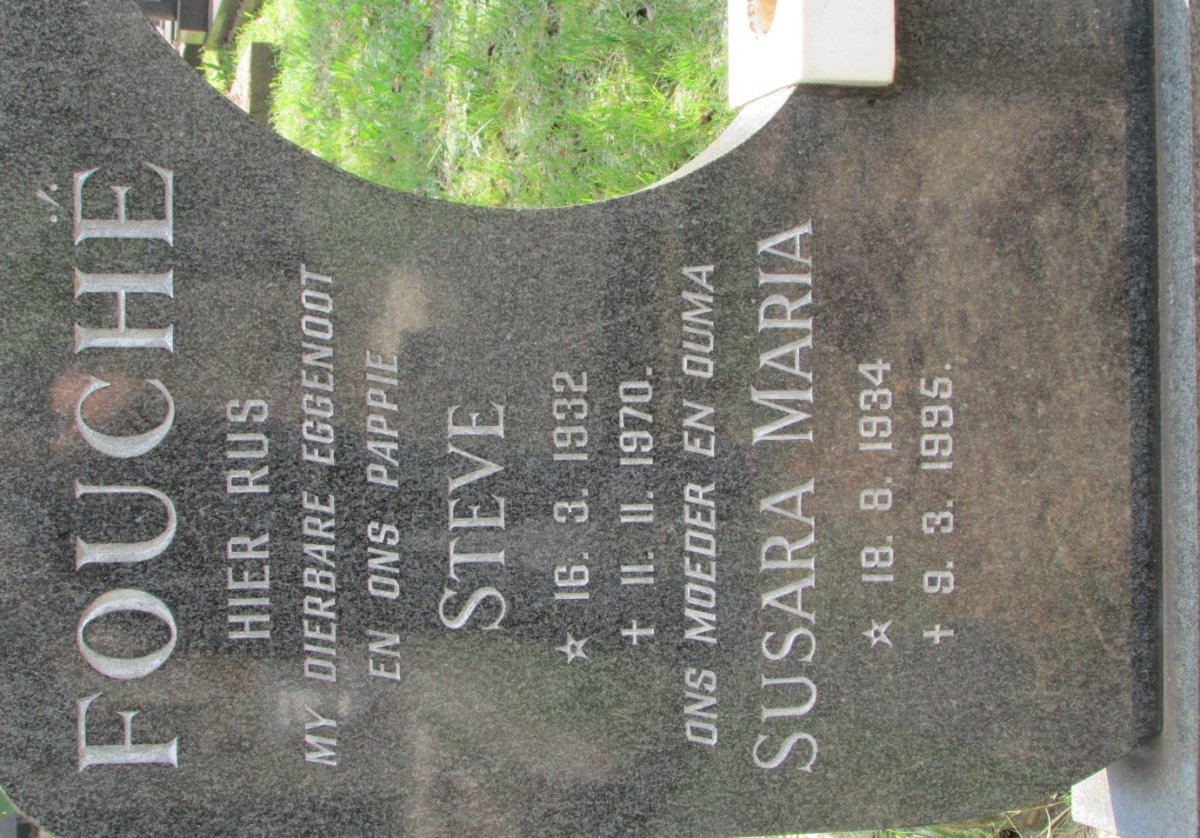 FOUCHÉ
HIER RUS
MY DIERBARE EGGENOOT
EN ONS PAPPIE
STEVE
☆ 16. 3. 1932
✝ 11. 11. 1970.
ONS MOEDER EN OUMA
SUSARA MARIA
☆ 18. 8. 1934
✝ 9. 3. 1995.